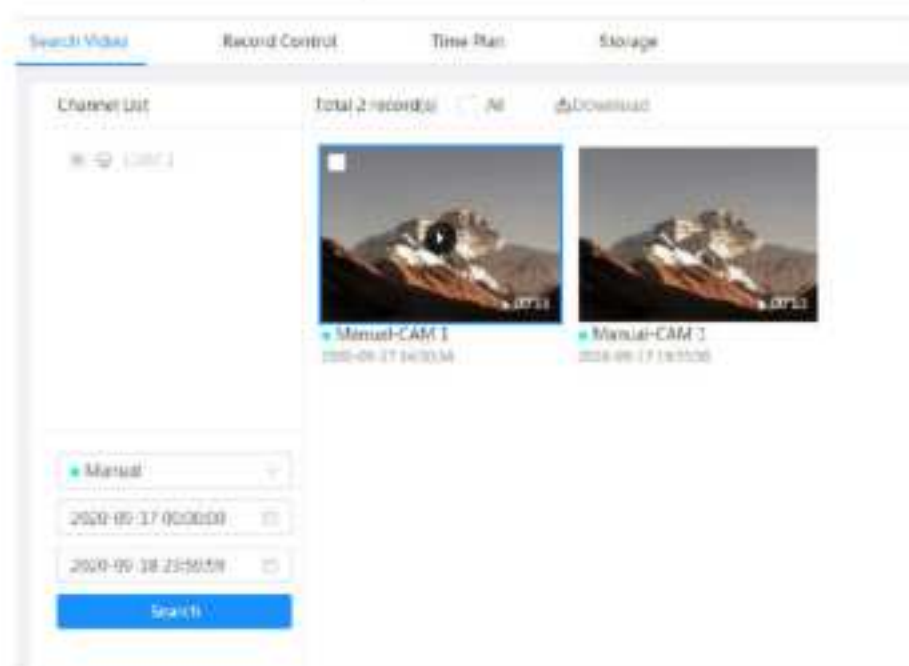 Search Video Record Control Time Plan Storage
Channel List
Total 2 record(s) All Download
Manual-CAM 1
Manual-CAM 1
Manual
2020-09-17 00:00:00
2020-09-18 23:59:59
Search